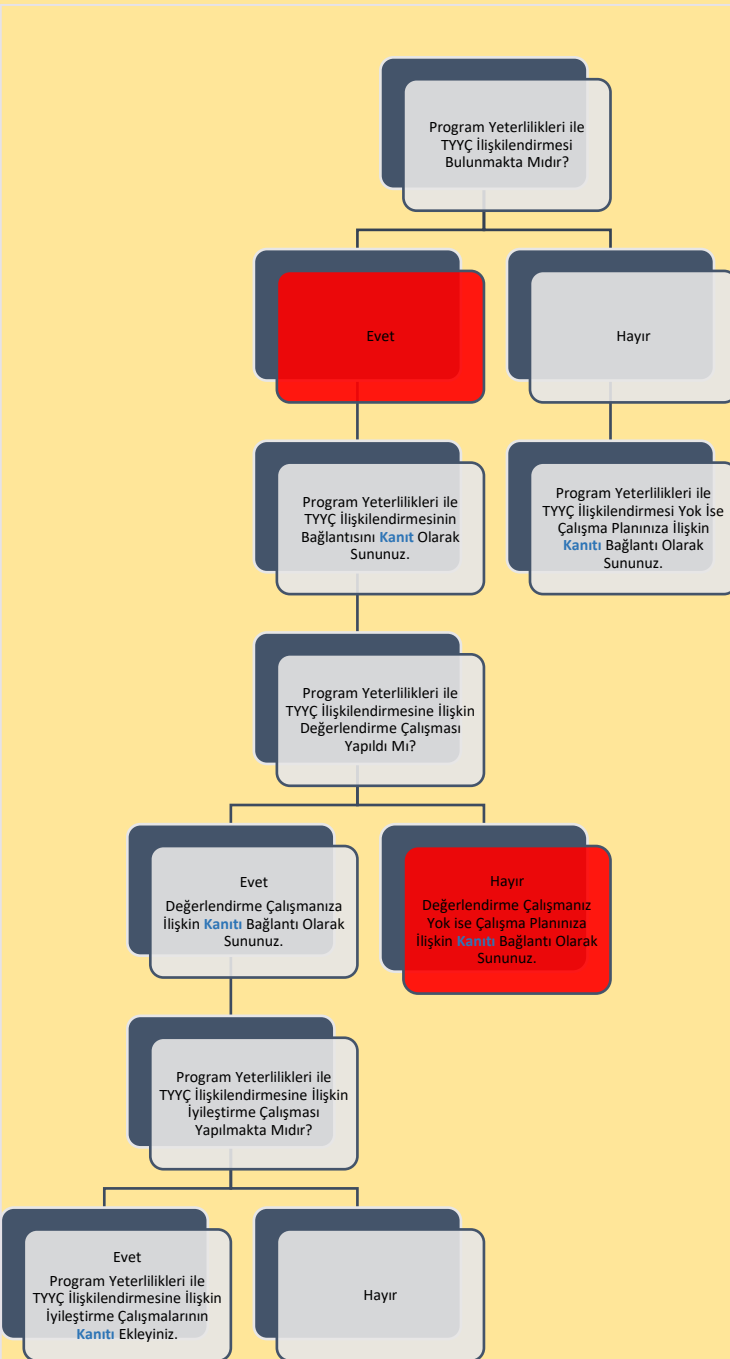 Program Yeterlilikleri ile
TYYÇ İlişkilendirmesi
Bulunmakta Mıdır?
Evet
Hayır
Program Yeterlilikleri ile
TYYÇ İlişkilendirmesinin
Bağlantısını Kanıt Olarak
Sununuz.
Program Yeterlilikleri ile
TYYÇ İlişkilendirmesi Yok İse
Çalışma Planınıza İlişkin
Kanıtı Bağlantı Olarak
Sununuz.
Program Yeterlilikleri ile
TYYÇ İlişkilendirmesine İlişkin
Değerlendirme Çalışması
Yapıldı Mı?
Evet
Değerlendirme Çalışmanıza
İlişkin Kanıtı Bağlantı Olarak
Sununuz.
Hayır
Değerlendirme Çalışmanız
Yok ise Çalışma Planınıza
İlişkin Kanıtı Bağlantı Olarak
Sununuz.
Program Yeterlilikleri ile
TYYÇ İlişkilendirmesine İlişkin
İyileştirme Çalışması
Yapılmakta Mıdır?
Evet
Program Yeterlilikleri ile
TYYÇ İlişkilendirmesine İlişkin
İyileştirme Çalışmalarının
Kanıtı Ekleyiniz.
Hayır